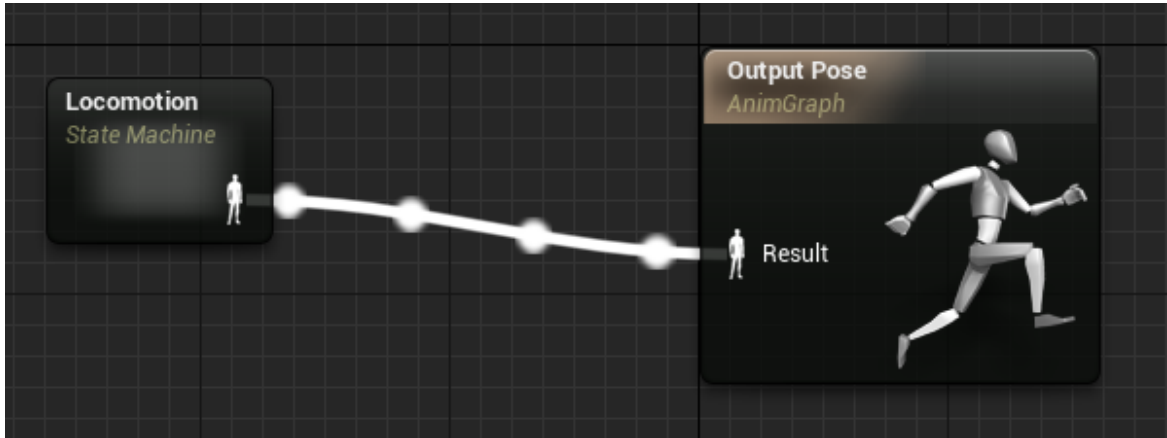 Locomotion
State Machine
Output Pose
AnimGraph
Result